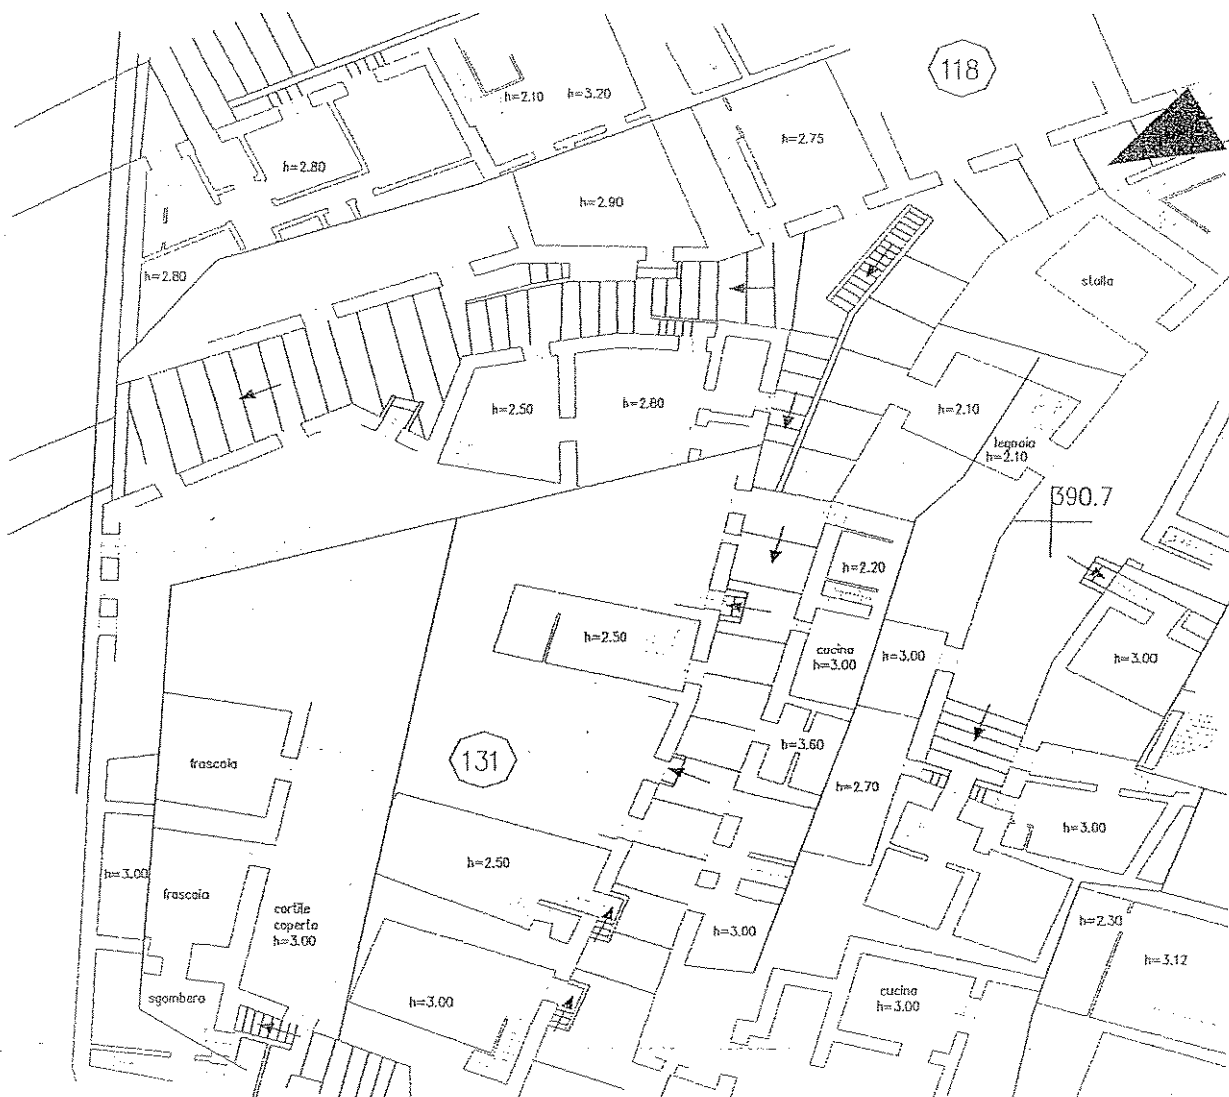 118
h=2.10
h=3.20
h=2.75
h=2.80
h=2.90
h=2.80
stalla
h=2.50
h=2.80
h=2.10
legnaia
h=2.10
390.7
h=2.20
h=2.50
cucina
h=3.00
h=3.00
h=3.00
131
h=3.60
frascaia
h=2.70
h=3.00
h=2.50
h=3.00
frascaia
cortile
coperto
h=3.00
h=3.00
h=2.30
h=3.12
sgombero
h=3.00
cucina
h=3.00